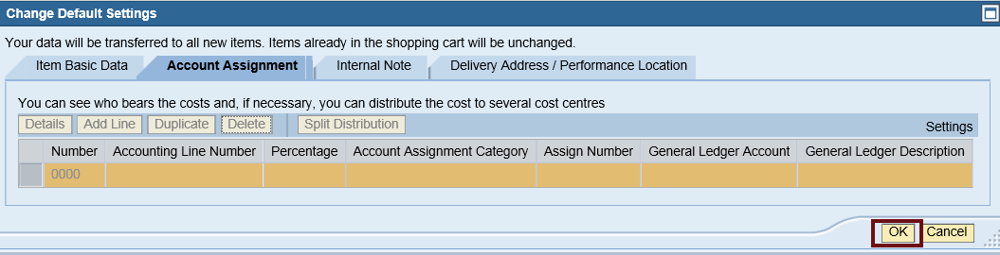 Change Default Settings
Your data will be transferred to all new items. Items already in the shopping cart will be unchanged.
Item Basic Data Account Assignment Internal Note Delivery Address / Performance Location
You can see who bears the costs and, if necessary, you can distribute the cost to several cost centres
Details Add Line Duplicate Delete Split Distribution Settings
Number Accounting Line Number Percentage Account Assignment Category Assign Number General Ledger Account General Ledger Description
0000
OK Cancel